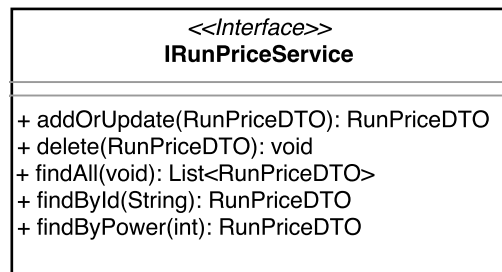 <<Interface>>
IRunPriceService
+ addOrUpdate(RunPriceDTO): RunPriceDTO
+ delete(RunPriceDTO): void
+ findAll(void): List<RunPriceDTO>
+ findById(String): RunPriceDTO
+ findByPower(int): RunPriceDTO